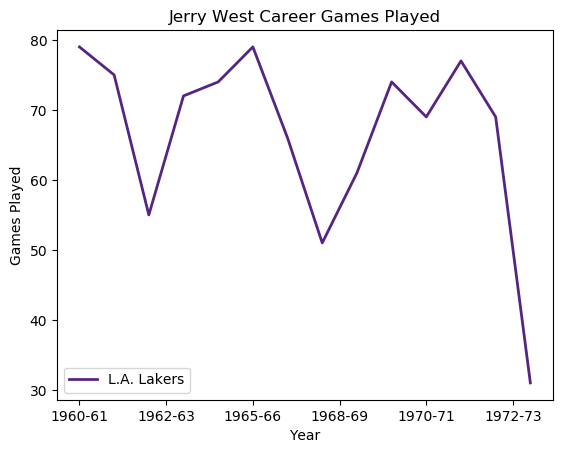 Jerry West Career Games Played
80
70
60
50
40
30
Games Played
L.A. Lakers
1960-61 1962-63 1965-66 1968-69 1970-71 1972-73
Year